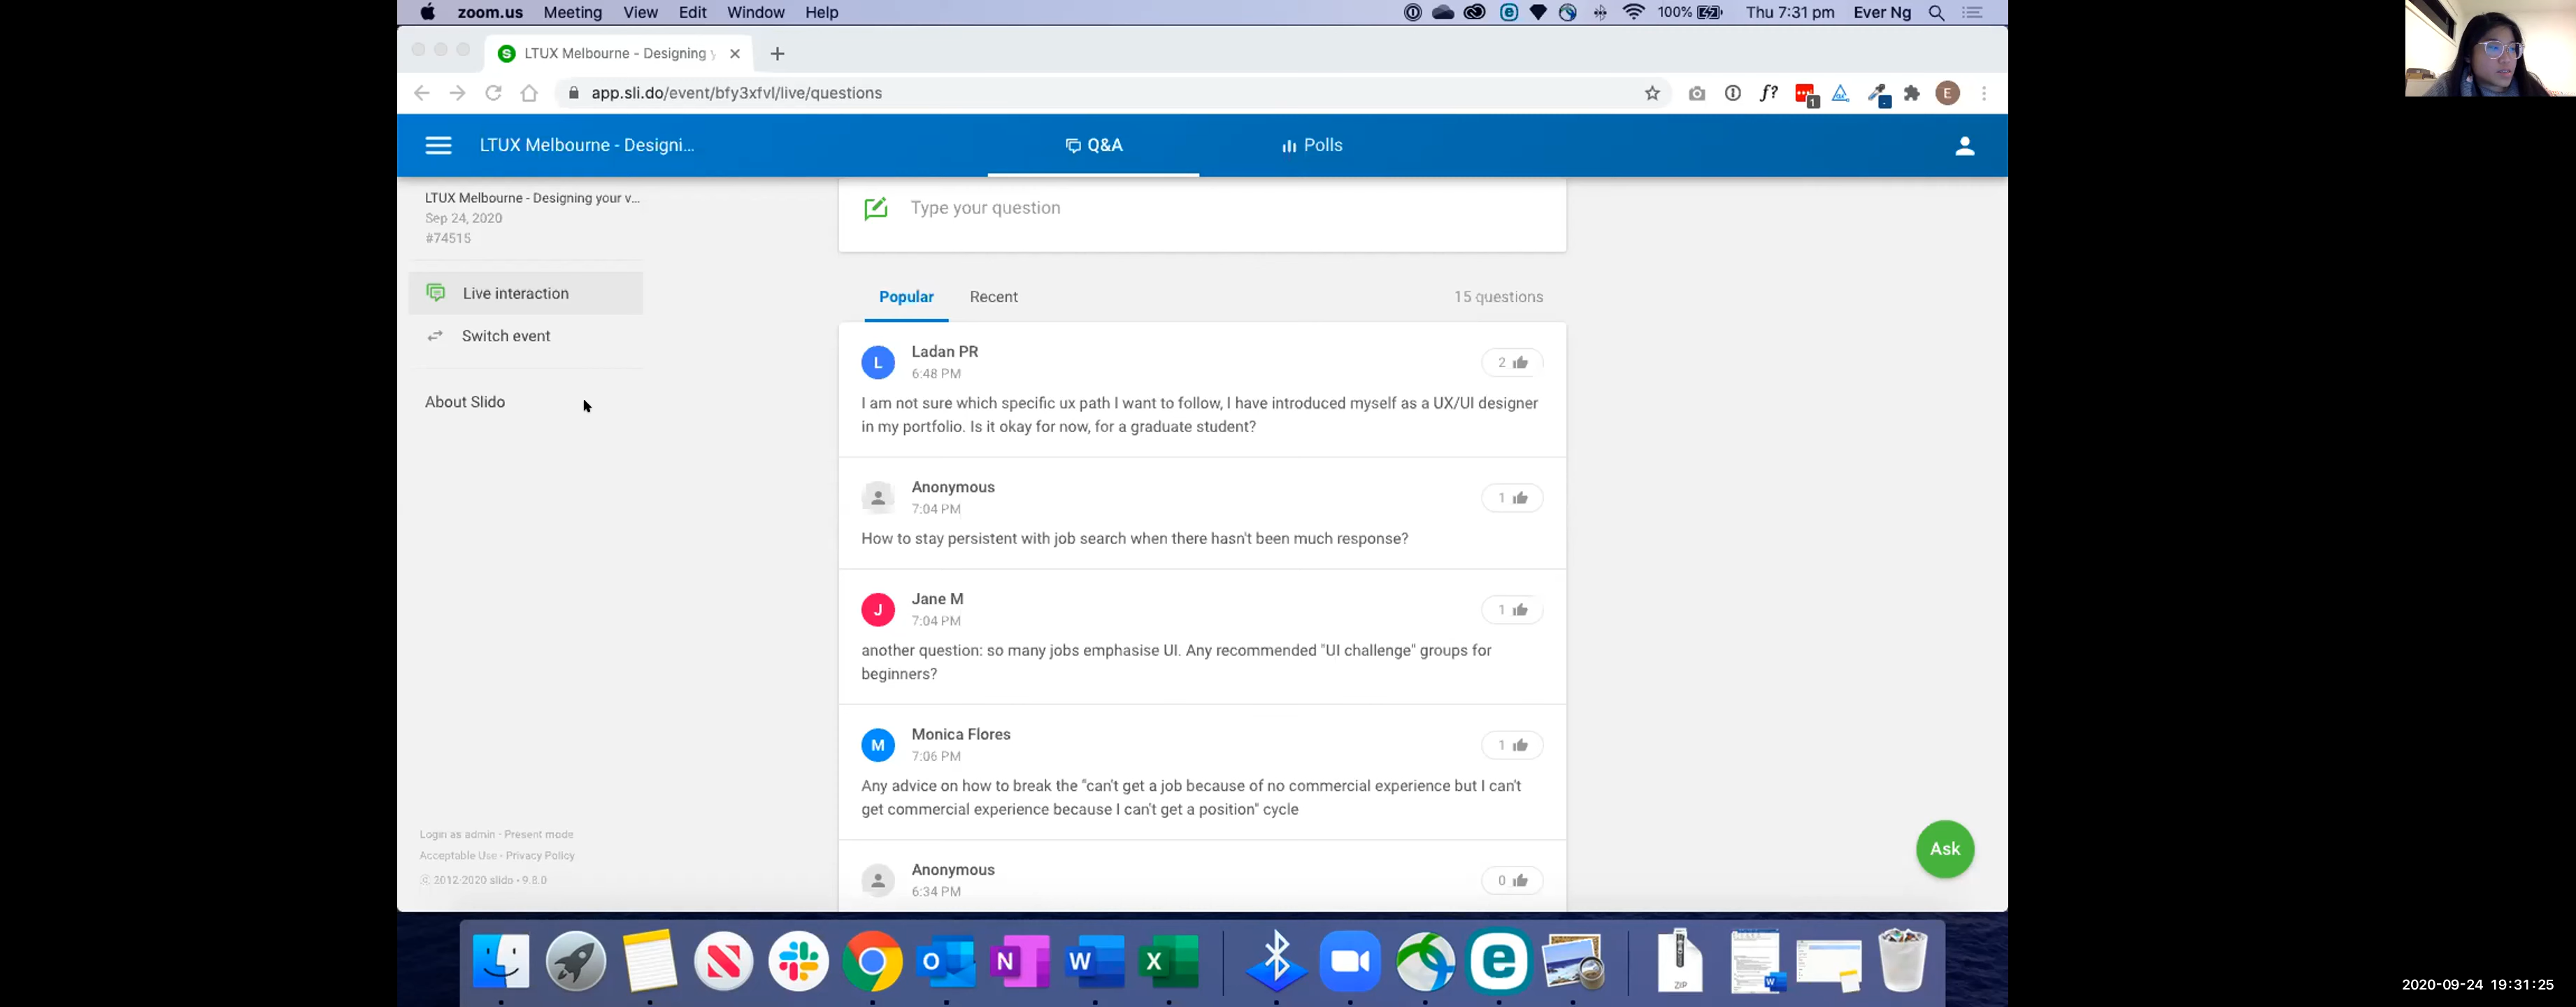 zoom.us Meeting View Edit Window Help 100% Thu 7:31 pm Ever Ng
LTUX Melbourne - Designing y
app.sli.do/event/bfy3xfvl/live/questions
f?
1
E
LTUX Melbourne - Designi...
Q&A
Polls
LTUX Melbourne - Designing your v...
Sep 24, 2020
#74515
Live interaction
Switch event
About Slido
Login as admin · Present mode
Acceptable Use · Privacy Policy
© 2012-2020 slido · 9.8.0
Type your question
Popular Recent 15 questions
L
Ladan PR
2
6:48 PM
I am not sure which specific ux path I want to follow, I have introduced myself as a UX/UI designer
in my portfolio. Is it okay for now, for a graduate student?
Anonymous
1
7:04 PM
How to stay persistent with job search when there hasn't been much response?
J
Jane M
1
7:04 PM
another question: so many jobs emphasise UI. Any recommended "UI challenge" groups for
beginners?
M
Monica Flores
1
7:06 PM
Any advice on how to break the "can't get a job because of no commercial experience but I can't
get commercial experience because I can't get a position" cycle
Anonymous
0
6:34 PM
Ask
O N W X e
ZIP
W
2020-09-24 19:31:25